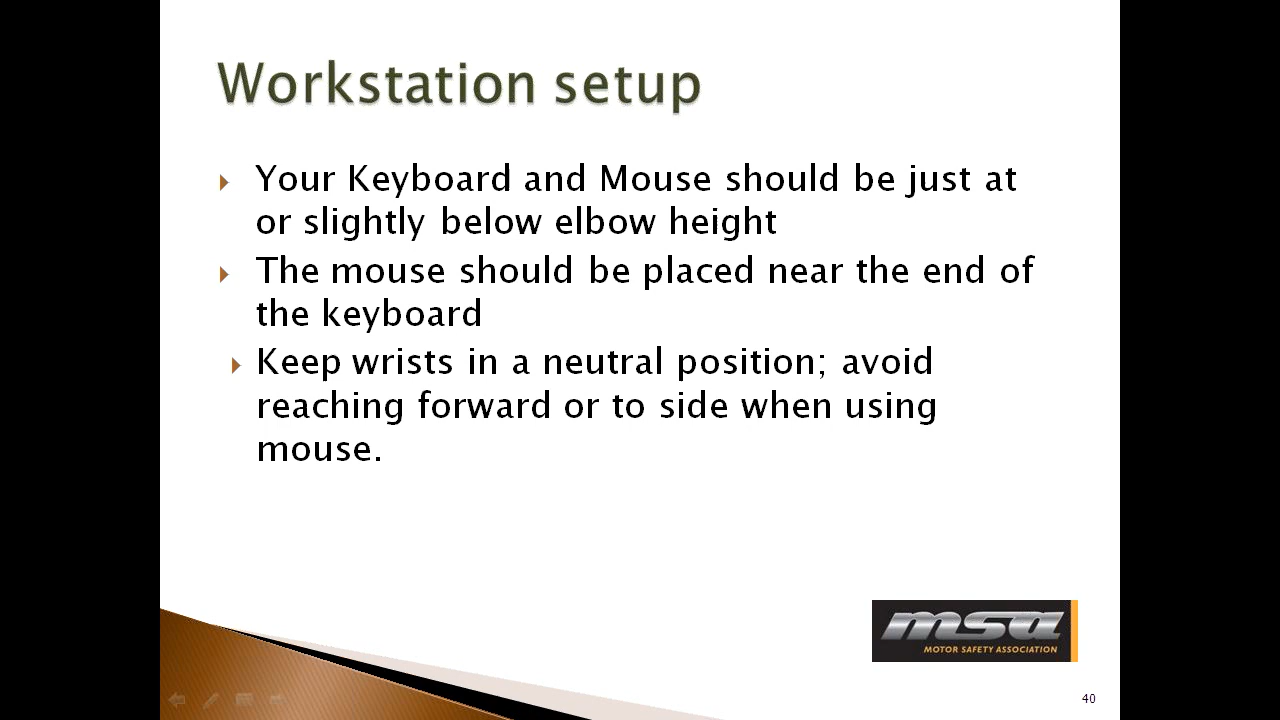 Workstation setup
Your Keyboard and Mouse should be just at
or slightly below elbow height
The mouse should be placed near the end of
the keyboard
Keep wrists in a neutral position; avoid
reaching forward or to side when using
mouse.
msa
MOTOR SAFETY ASSOCIATION
40